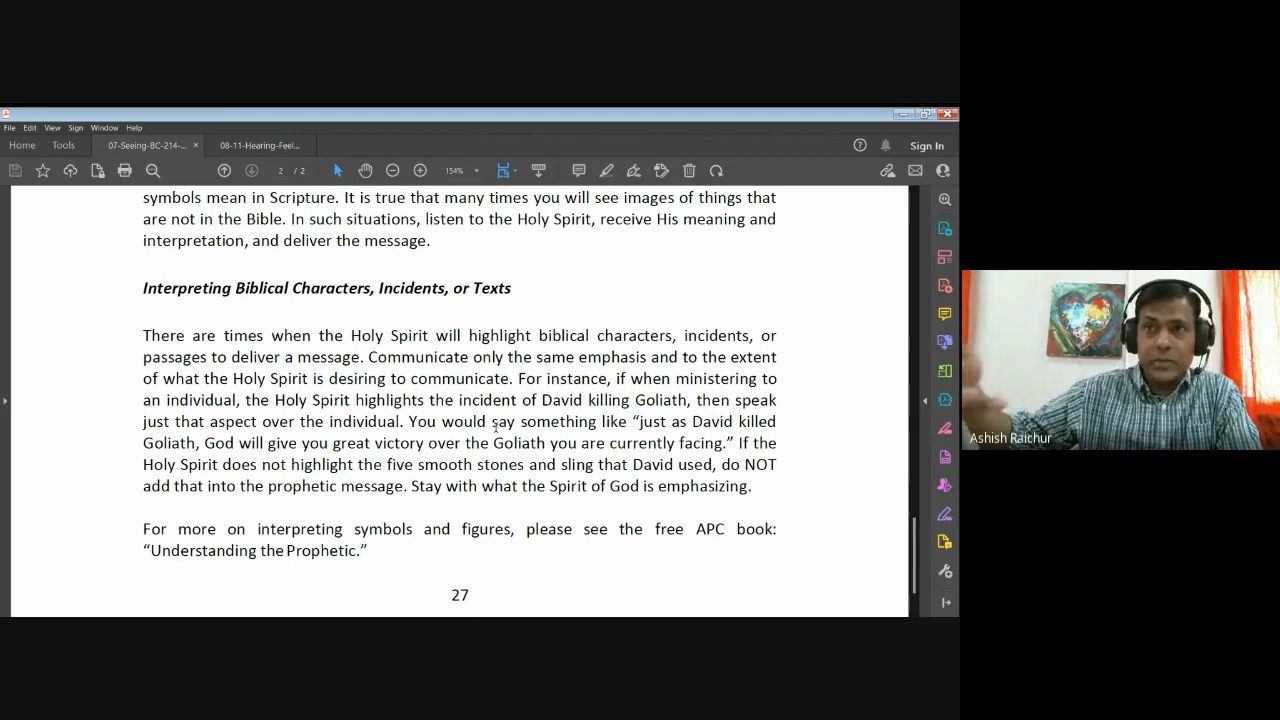 File Edit View Sign Window Help
Home Tools 07-Seeing-BC-214-... × 08-11-Hearing-Feel...
Sign In
2 / 2 154%
symbols mean in Scripture. It is true that many times you will see images of things that
are not in the Bible. In such situations, listen to the Holy Spirit, receive His meaning and
interpretation, and deliver the message.
Interpreting Biblical Characters, Incidents, or Texts
There are times when the Holy Spirit will highlight biblical characters, incidents, or
passages to deliver a message. Communicate only the same emphasis and to the extent
of what the Holy Spirit is desiring to communicate. For instance, if when ministering to
an individual, the Holy Spirit highlights the incident of David killing Goliath, then speak
just that aspect over the individual. You would say something like “just as David killed
Goliath, God will give you great victory over the Goliath you are currently facing.” If the
Holy Spirit does not highlight the five smooth stones and sling that David used, do NOT
add that into the prophetic message. Stay with what the Spirit of God is emphasizing.
For more on interpreting symbols and figures, please see the free APC book:
“Understanding the Prophetic.”
27
Ashish Raichur